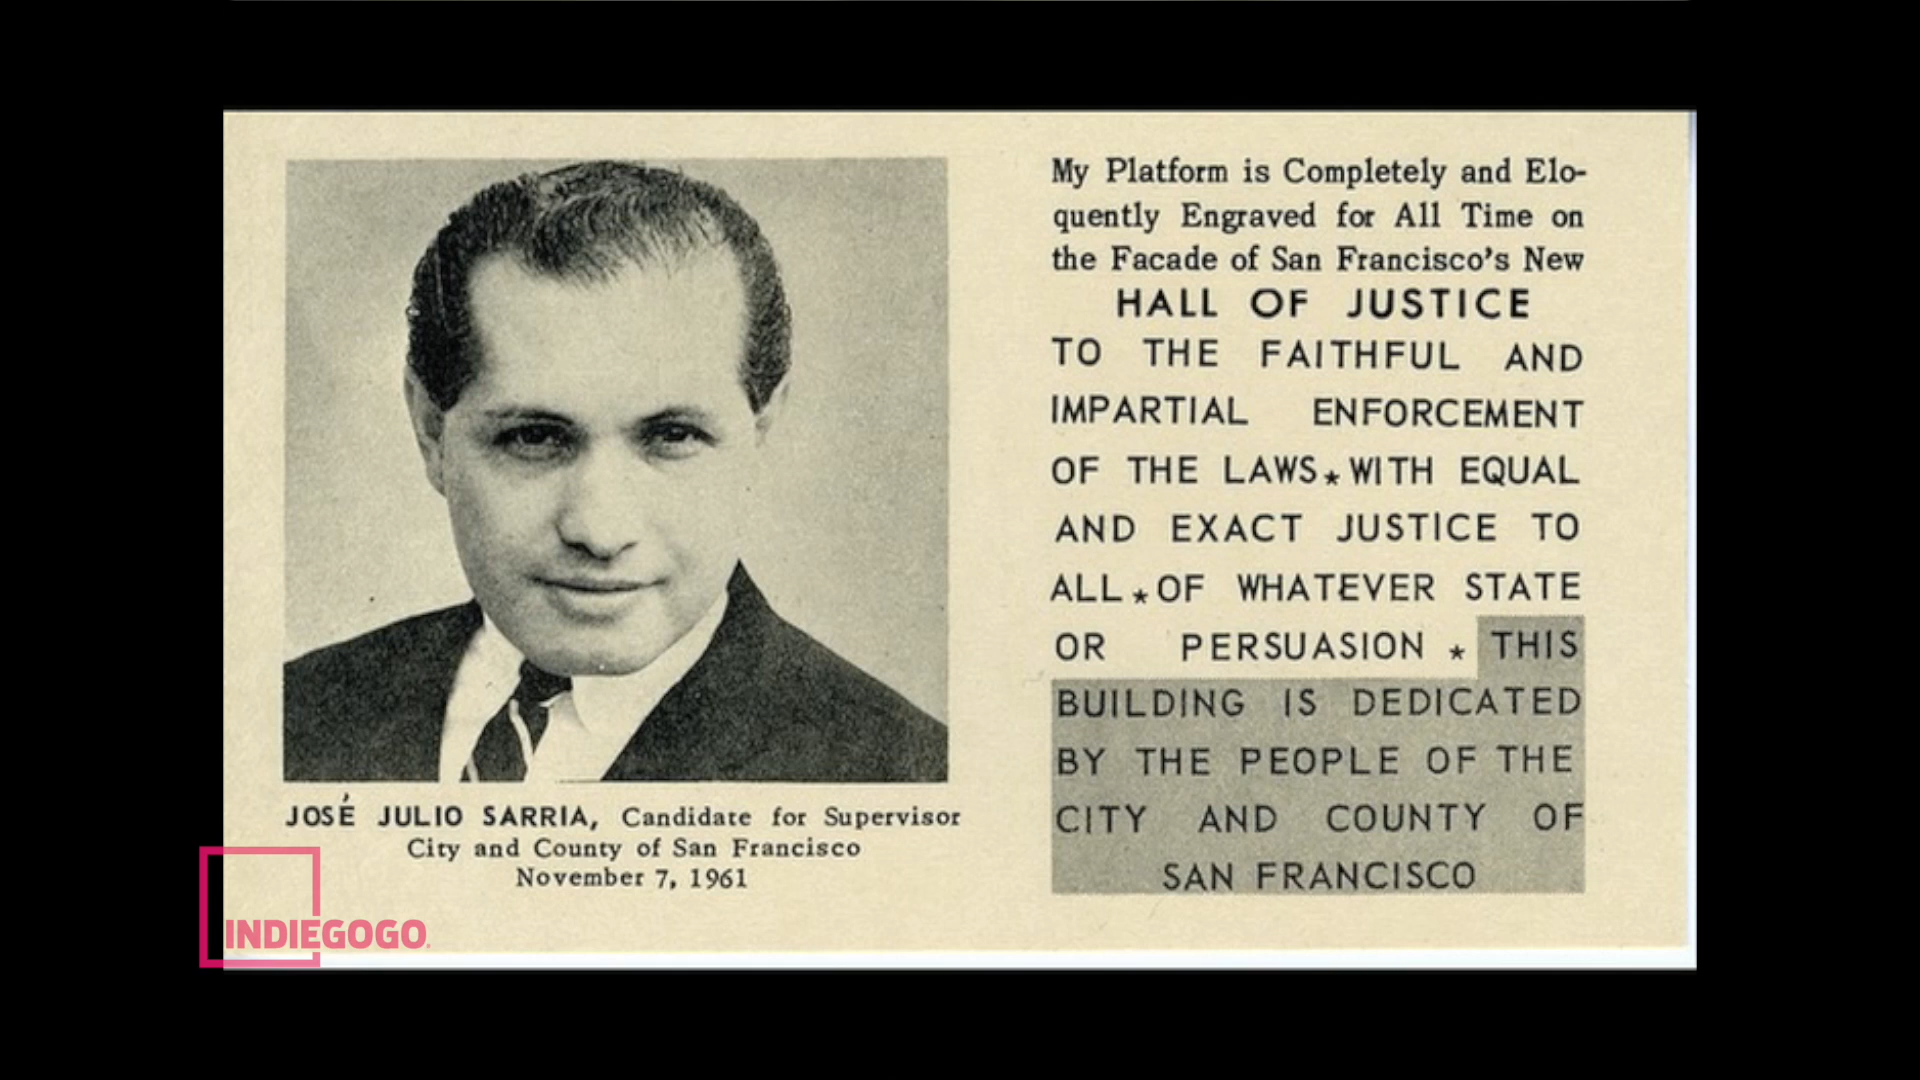 JOSÉ JULIO SARRIA, Candidate for Supervisor
City and County of San Francisco
November 7, 1961
My Platform is Completely and Elo-
quently Engraved for All Time on
the Facade of San Francisco's New
HALL OF JUSTICE
TO THE FAITHFUL AND
IMPARTIAL ENFORCEMENT
OF THE LAWS★WITH EQUAL
AND EXACT JUSTICE TO
ALL★OF WHATEVER STATE
OR PERSUASION ★ THIS
BUILDING IS DEDICATED
BY THE PEOPLE OF THE
CITY AND COUNTY OF
SAN FRANCISCO
INDIEGOGO